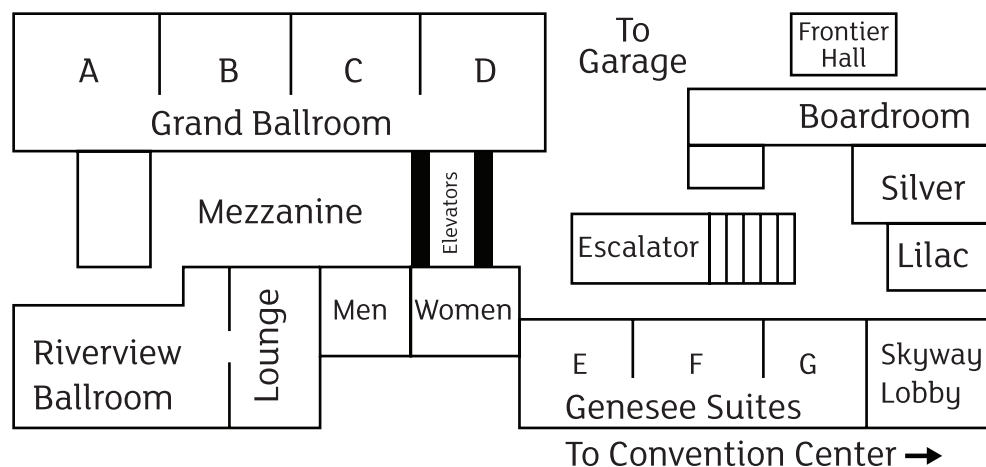 To
Garage
Frontier
Hall
A B C D
Grand Ballroom
Boardroom
Mezzanine
Elevators
Silver
Escalator
Lilac
Men
Women
Lounge
Riverview
Ballroom
E F G
Genesee Suites
Skyway
Lobby
To Convention Center →